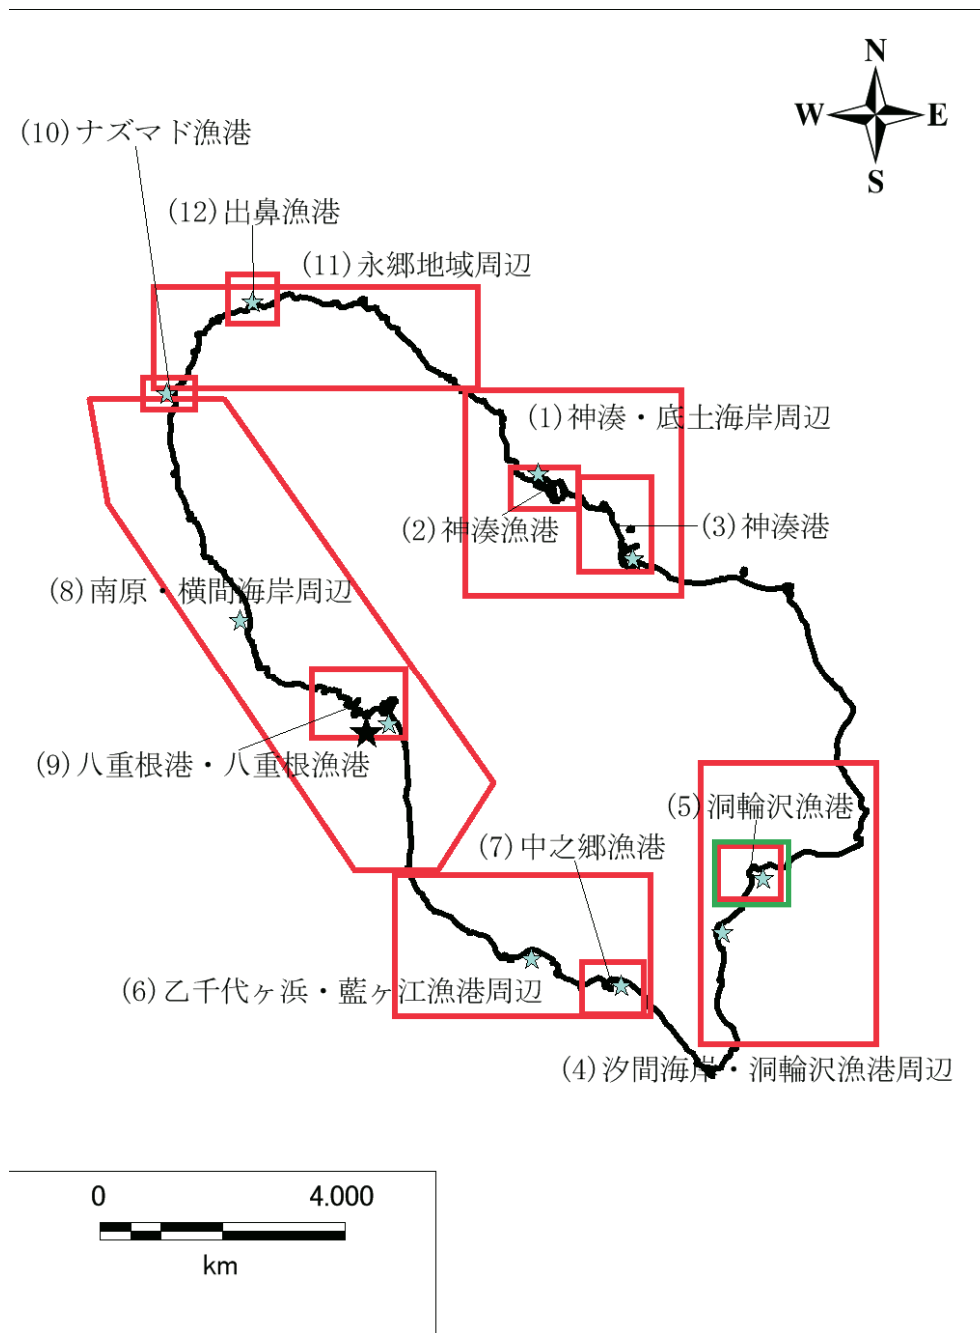 N
W
E
S
(10)ナズマド漁港
(12)出鼻漁港
(11)永郷地域周辺
(1)神湊・底土海岸周辺
(2)神湊漁港
(3)神湊港
(8)南原・横間海岸周辺
(9)八重根港・八重根漁港
(5)洞輪沢漁港
(7)中之郷漁港
(6)乙千代ヶ浜・藍ヶ江漁港周辺
(4)汐間海岸・洞輪沢漁港周辺
0
4.000
km